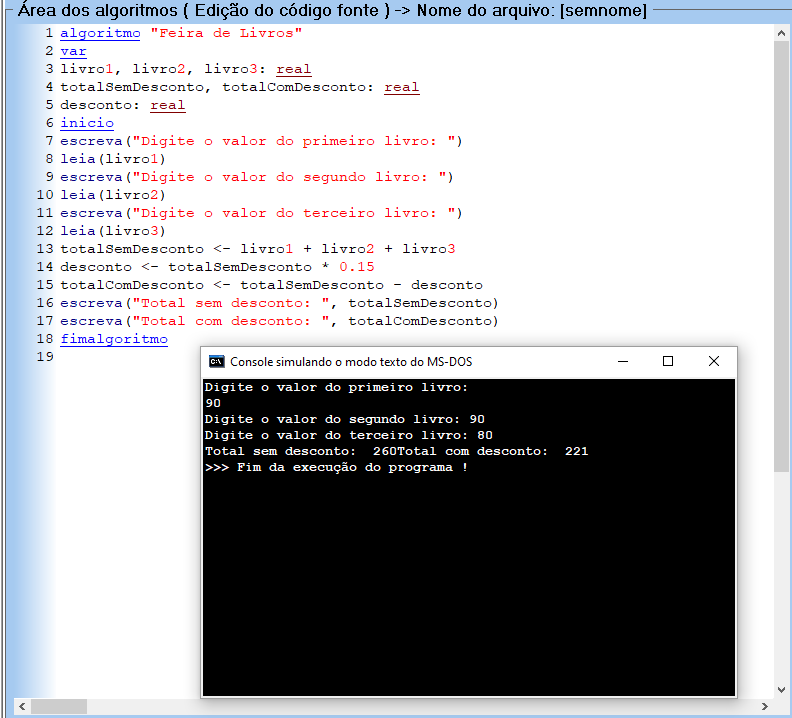 Área dos algoritmos ( Edição do código fonte ) -> Nome do arquivo: [semnome]
1 algoritmo "Feira de Livros"
2 var
3 livro1, livro2, livro3: real
4 totalSemDesconto, totalComDesconto: real
5 desconto: real
6 inicio
7 escreva("Digite o valor do primeiro livro: ")
8 leia(livro1)
9 escreva("Digite o valor do segundo livro: ")
10 leia(livro2)
11 escreva("Digite o valor do terceiro livro: ")
12 leia(livro3)
13 totalSemDesconto <- livro1 + livro2 + livro3
14 desconto <- totalSemDesconto * 0.15
15 totalComDesconto <- totalSemDesconto - desconto
16 escreva("Total sem desconto: ", totalSemDesconto)
17 escreva("Total com desconto: ", totalComDesconto)
18 fimalgoritmo
19
C:\ Console simulando o modo texto do MS-DOS
Digite o valor do primeiro livro:
90
Digite o valor do segundo livro: 90
Digite o valor do terceiro livro: 80
Total sem desconto:  260Total com desconto:  221
>>> Fim da execução do programa !